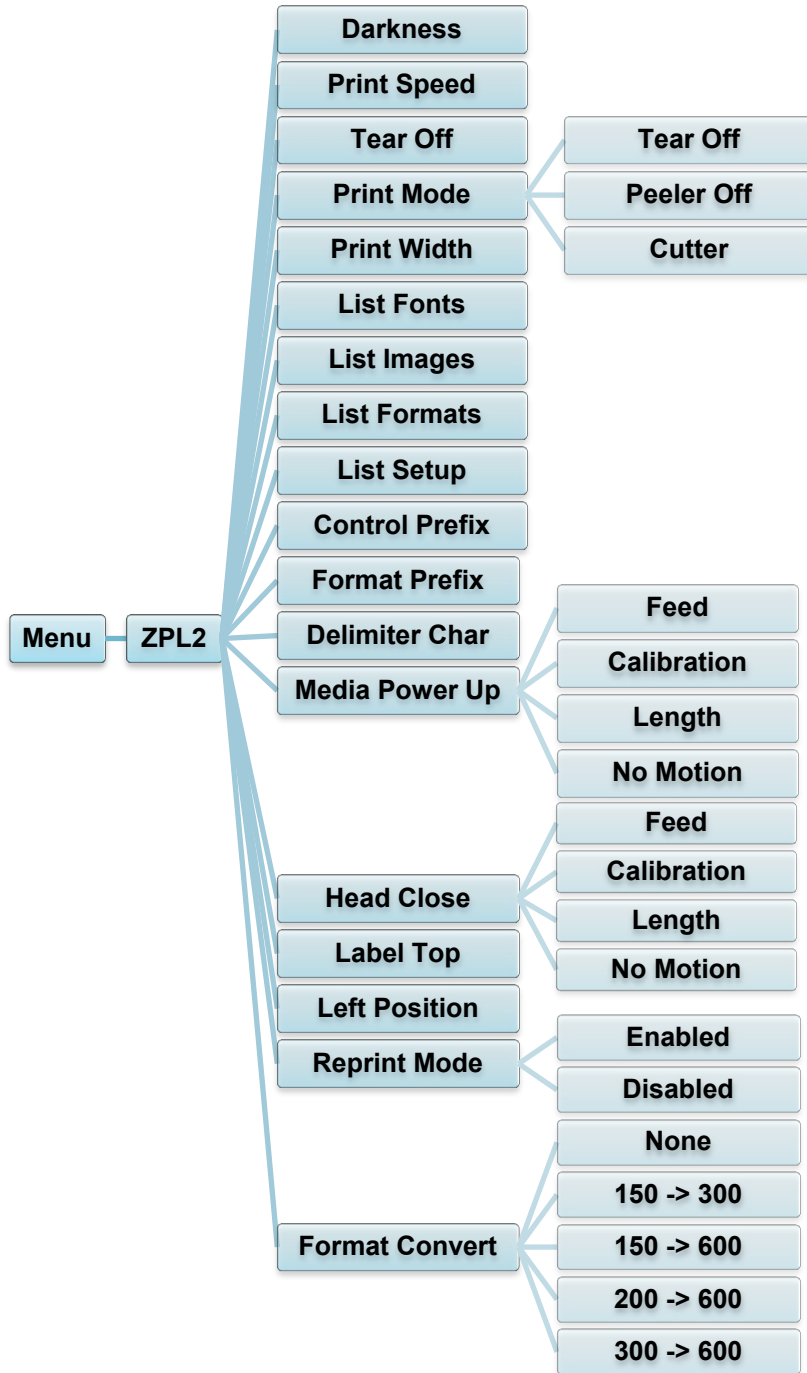 Menu
ZPL2
Darkness
Print Speed
Tear Off
Print Mode
Tear Off
Peeler Off
Cutter
Print Width
List Fonts
List Images
List Formats
List Setup
Control Prefix
Format Prefix
Delimiter Char
Media Power Up
Feed
Calibration
Length
No Motion
Head Close
Feed
Calibration
Length
No Motion
Label Top
Left Position
Reprint Mode
Enabled
Disabled
Format Convert
None
150 -> 300
150 -> 600
200 -> 600
300 -> 600